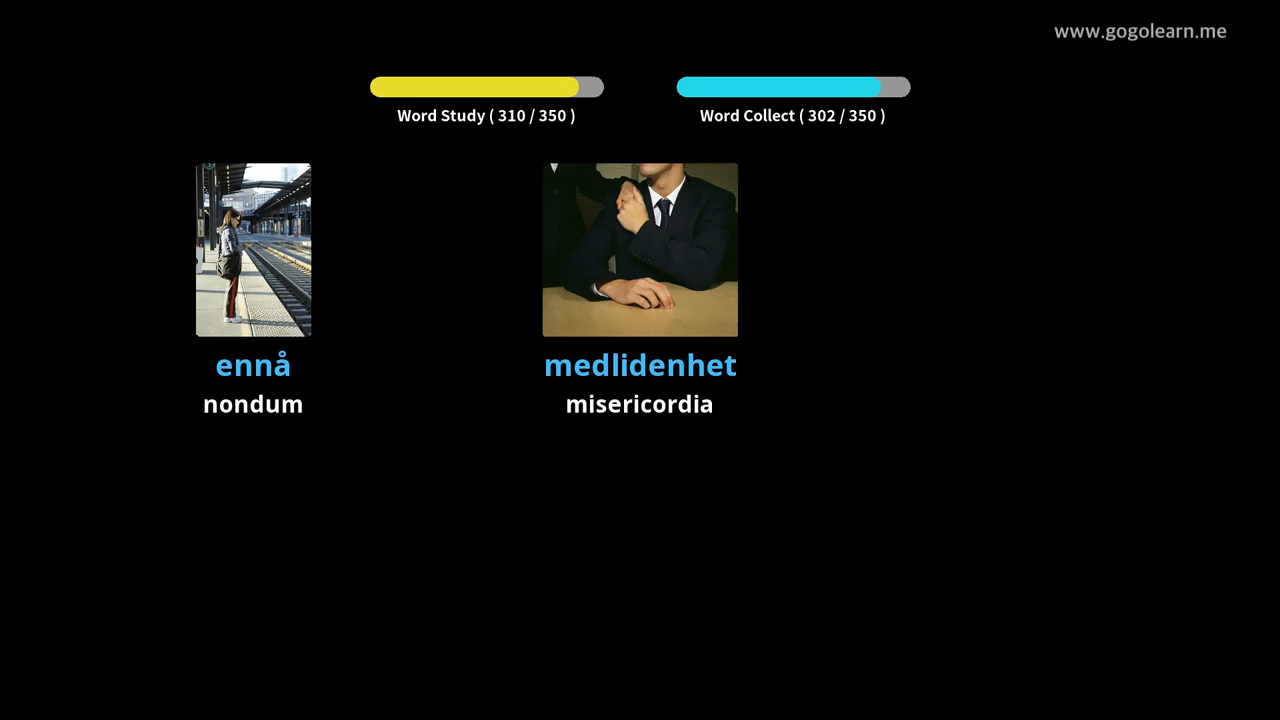 www.gogolearn.me
Word Study ( 310 / 350 )
Word Collect ( 302 / 350 )
ennå
nondum
medlidenhet
misericordia